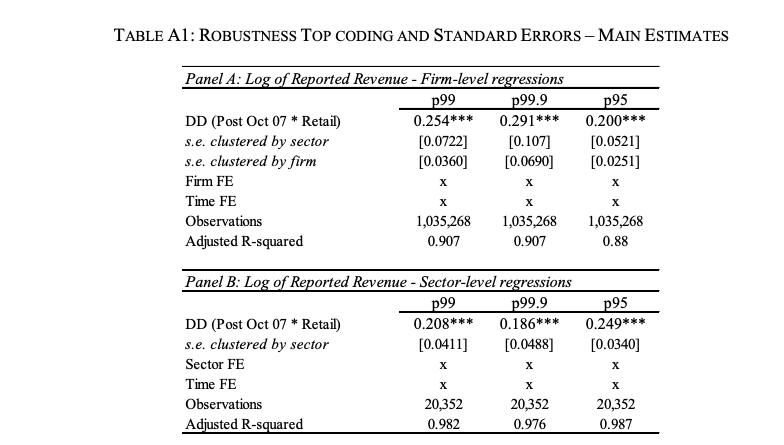 TABLE A1: ROBUSTNESS TOP CODING AND STANDARD ERRORS – MAIN ESTIMATES
Panel A: Log of Reported Revenue - Firm-level regressions
p99 p99.9 p95
DD (Post Oct 07 * Retail) 0.254*** 0.291*** 0.200***
s.e. clustered by sector [0.0722] [0.107] [0.0521]
s.e. clustered by firm [0.0360] [0.0690] [0.0251]
Firm FE x x x
Time FE x x x
Observations 1,035,268 1,035,268 1,035,268
Adjusted R-squared 0.907 0.907 0.88
Panel B: Log of Reported Revenue - Sector-level regressions
p99 p99.9 p95
DD (Post Oct 07 * Retail) 0.208*** 0.186*** 0.249***
s.e. clustered by sector [0.0411] [0.0488] [0.0340]
Sector FE x x x
Time FE x x x
Observations 20,352 20,352 20,352
Adjusted R-squared 0.982 0.976 0.987